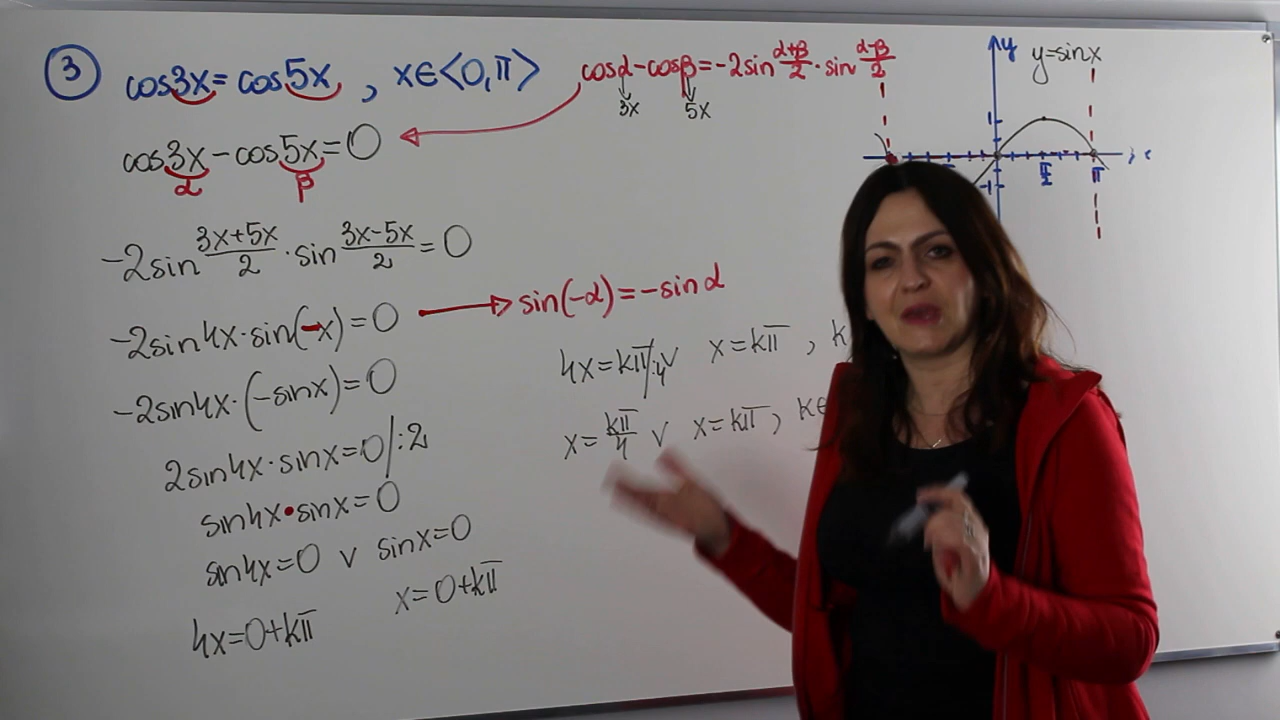 ③ cos3x = cos5x , x∈<0,π>
cosα-cosβ=-2sin (α+β)/2 · sin (α-β)/2
3x 5x
cos3x - cos5x = 0
α β
-2sin (3x+5x)/2 · sin (3x-5x)/2 = 0
-2sin4x·sin(-x)=0
sin(-α)=-sinα
-2sin4x·(-sinx)=0
2sin4x·sinx=0/:2
sin4x·sinx=0
sin4x=0 ∨ sinx=0
x=0+kπ
4x=0+kπ
4x=kπ/:4 ∨ x=kπ , k
x=kπ/4 ∨ x=kπ , k∈
y y=sinx
1
π/2 π
-1